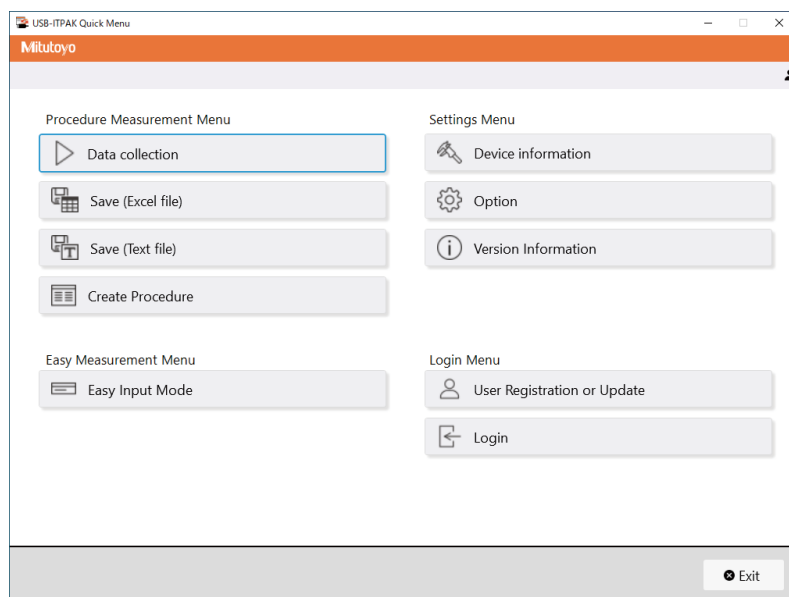 USB-ITPAK Quick Menu
Mitutoyo
Procedure Measurement Menu
Data collection
Save (Excel file)
Save (Text file)
Create Procedure
Easy Measurement Menu
Easy Input Mode
Settings Menu
Device information
Option
Version Information
Login Menu
User Registration or Update
Login
Exit